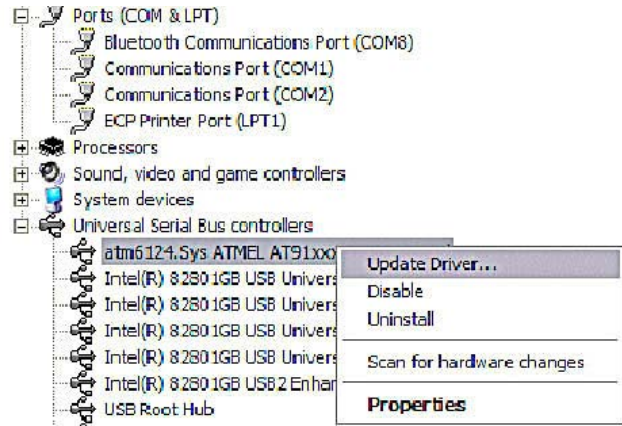 Ports (COM & LPT)
Bluetooth Communications Port (COM8)
Communications Port (COM1)
Communications Port (COM2)
ECP Printer Port (LPT1)
Processors
Sound, video and game controllers
System devices
Universal Serial Bus controllers
atm6124.Sys ATMEL AT91xxx
Intel(R) 82801GB USB Univers
Intel(R) 82801GB USB Univers
Intel(R) 82801GB USB Univers
Intel(R) 82801GB USB Univers
Intel(R) 82801GB USB2 Enhan
USB Root Hub
Update Driver...
Disable
Uninstall
Scan for hardware changes
Properties